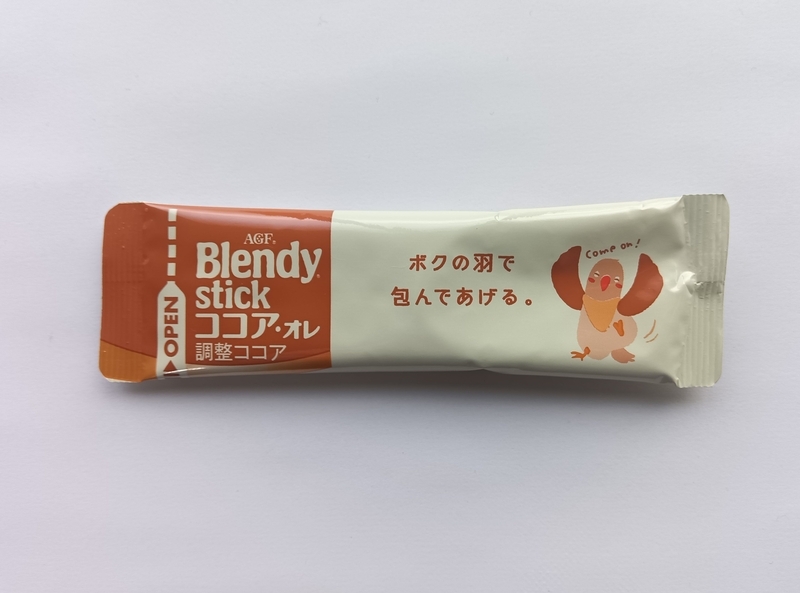 OPEN
AGF®
Blendy®
stick
ココア・オレ
調整ココア
ボクの羽で
包んであげる。
Come on!